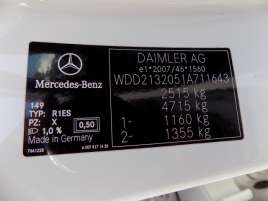 Mercedes-Benz
149
TYP: R1ES
PZ: X
1,0 %
0,50
Made in Germany
DAIMLER AG
e1*2007/46*1560
WDD2132051A711643
2515 kg
4715 kg
1- 1160 kg
2- 1355 kg